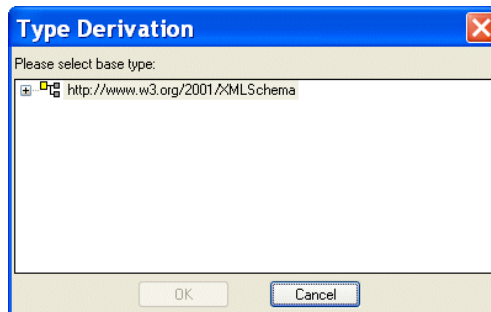 Type Derivation
Please select base type:
http://www.w3.org/2001/XMLSchema
OK
Cancel